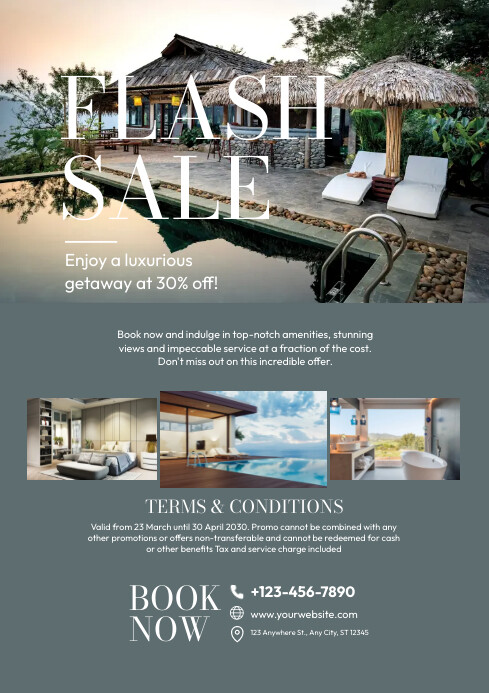 FLASH
SALE
Enjoy a luxurious
getaway at 30% off!
Book now and indulge in top-notch amenities, stunning
views and impeccable service at a fraction of the cost.
Don't miss out on this incredible offer.
TERMS & CONDITIONS
Valid from 23 March until 30 April 2030. Promo cannot be combined with any
other promotions or offers non-transferable and cannot be redeemed for cash
or other benefits Tax and service charge included
BOOK
NOW
+123-456-7890
www.yourwebsite.com
123 Anywhere St., Any City, ST 12345